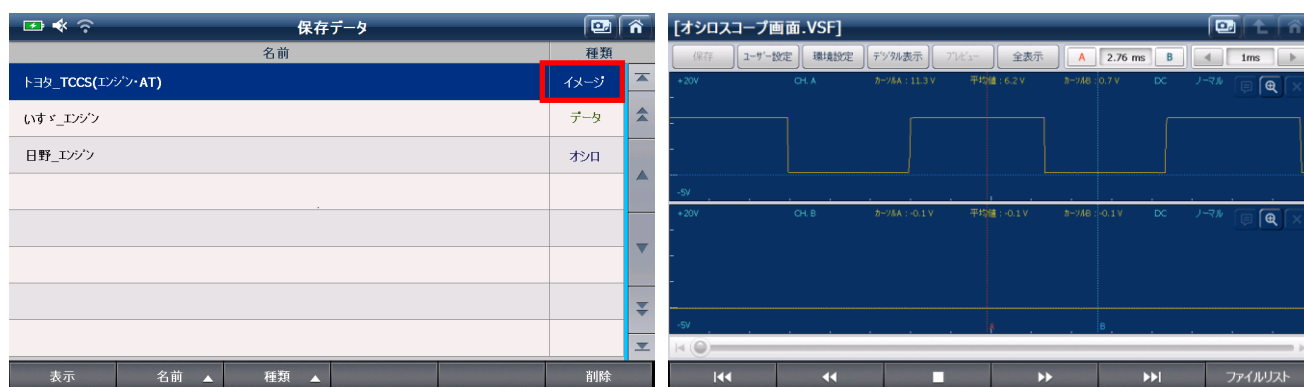 保存データ
名前 種類
トヨタ_TCCS(ｴﾝｼﾞﾝ･AT) イメージ
いすゞ_ｴﾝｼﾞﾝ データ
日野_ｴﾝｼﾞﾝ オシロ
表示 名前 ▲ 種類 ▲ 削除
[オシロスコープ画面.VSF]
保存 ﾕｰｻﾞｰ設定 環境設定 ﾃﾞｼﾞﾀﾙ表示 ﾌﾟﾚﾋﾞｭｰ 全表示 A 2.76 ms B 1ms
+20V CH. A ｶｰｿﾙA : 11.3 V 平均値 : 6.2 V ｶｰｿﾙB : 0.7 V DC ノーマル
-5V
+20V CH. B ｶｰｿﾙA : -0.1 V 平均値 : -0.1 V ｶｰｿﾙB : -0.1 V DC ノーマル
-5V A B
ファイルリスト